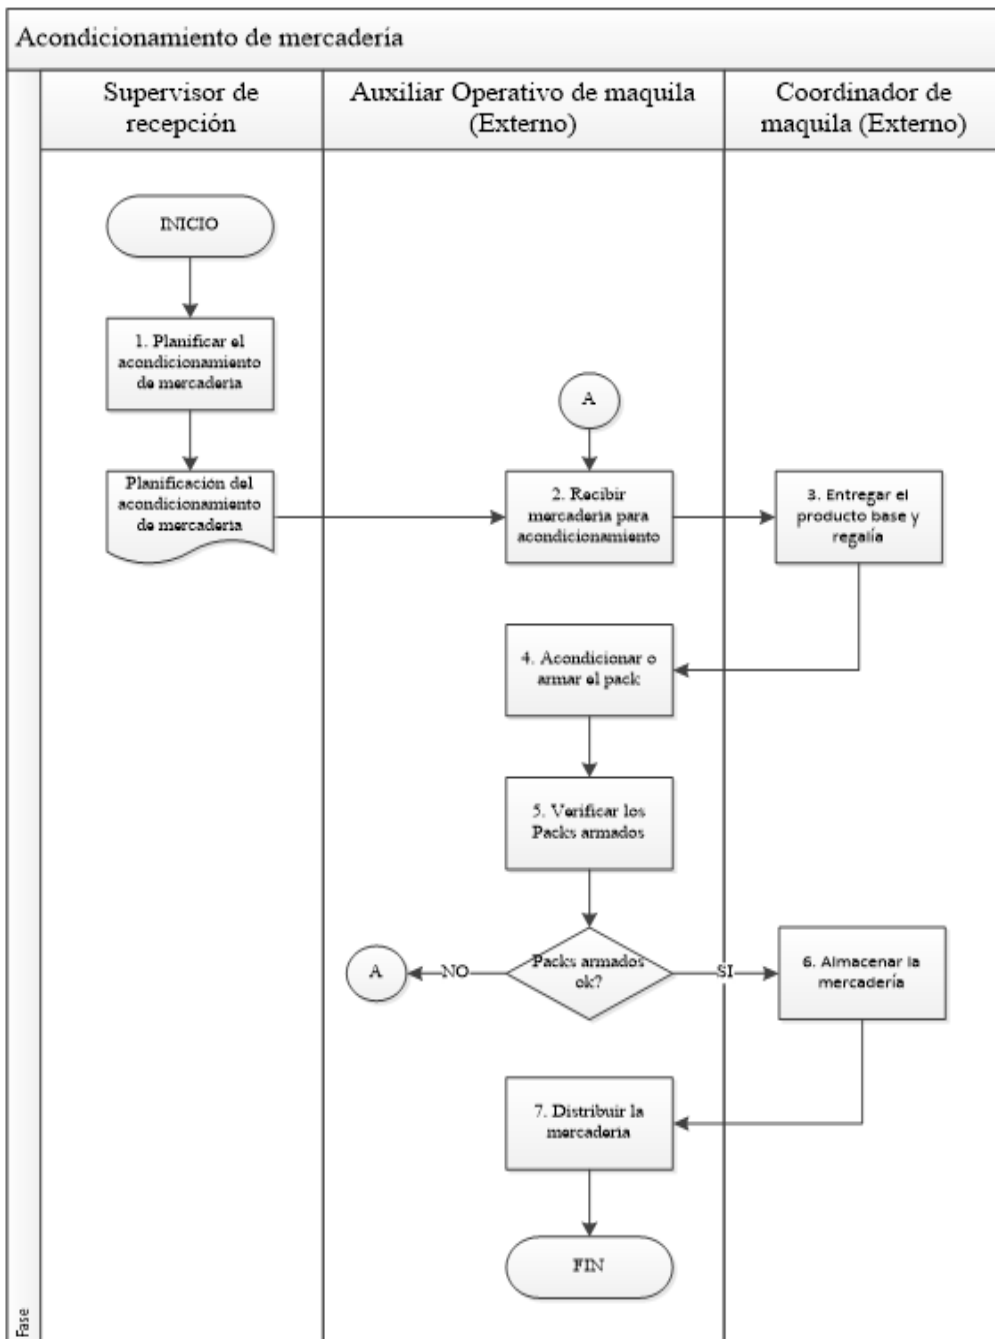 Acondicionamiento de mercadería
Supervisor de
recepción
Auxiliar Operativo de maquila
(Externo)
Coordinador de
maquila (Externo)
INICIO
1. Planificar el
acondicionamiento
de mercadería
A
Planificación del
acondicionamiento
de mercadería
2. Recibir
mercadería para
acondicionamiento
3. Entregar el
producto base y
regalía
4. Acondicionar o
armar el pack
5. Verificar los
Packs armados
A
NO
Packs armados
ok?
SI
6. Almacenar la
mercadería
7. Distribuir la
mercadería
FIN
Fase